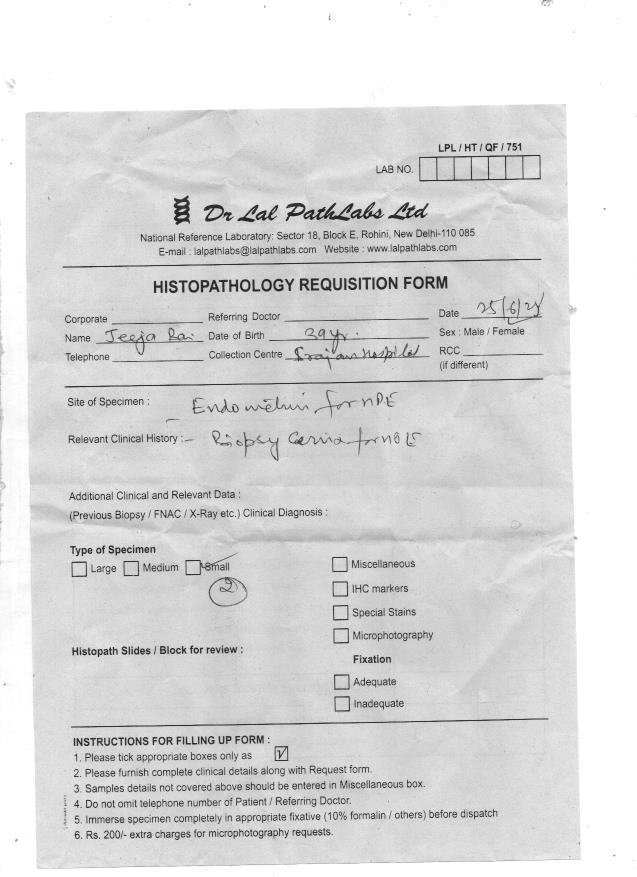 LPL / HT / QF / 751
LAB NO.
Dr Lal PathLabs Ltd
National Reference Laboratory: Sector 18, Block E, Rohini, New Delhi-110 085
E-mail : lalpathlabs@lalpathlabs.com Website : www.lalpathlabs.com
HISTOPATHOLOGY REQUISITION FORM
Corporate Referring Doctor Date 25/6/24
Name Jeeja Rai Date of Birth 39yr. Sex : Male / Female
Telephone Collection Centre Hospital RCC
(if different)
Site of Specimen : for HPE
Relevant Clinical History :- Biopsy for HPE
Additional Clinical and Relevant Data :
(Previous Biopsy / FNAC / X-Ray etc.) Clinical Diagnosis :
Type of Specimen
Large Medium Small
2
Miscellaneous
IHC markers
Special Stains
Microphotography
Histopath Slides / Block for review :
Fixation
Adequate
Inadequate
INSTRUCTIONS FOR FILLING UP FORM :
1. Please tick appropriate boxes only as
2. Please furnish complete clinical details along with Request form.
3. Samples details not covered above should be entered in Miscellaneous box.
4. Do not omit telephone number of Patient / Referring Doctor.
5. Immerse specimen completely in appropriate fixative (10% formalin / others) before dispatch
6. Rs. 200/- extra charges for microphotography requests.